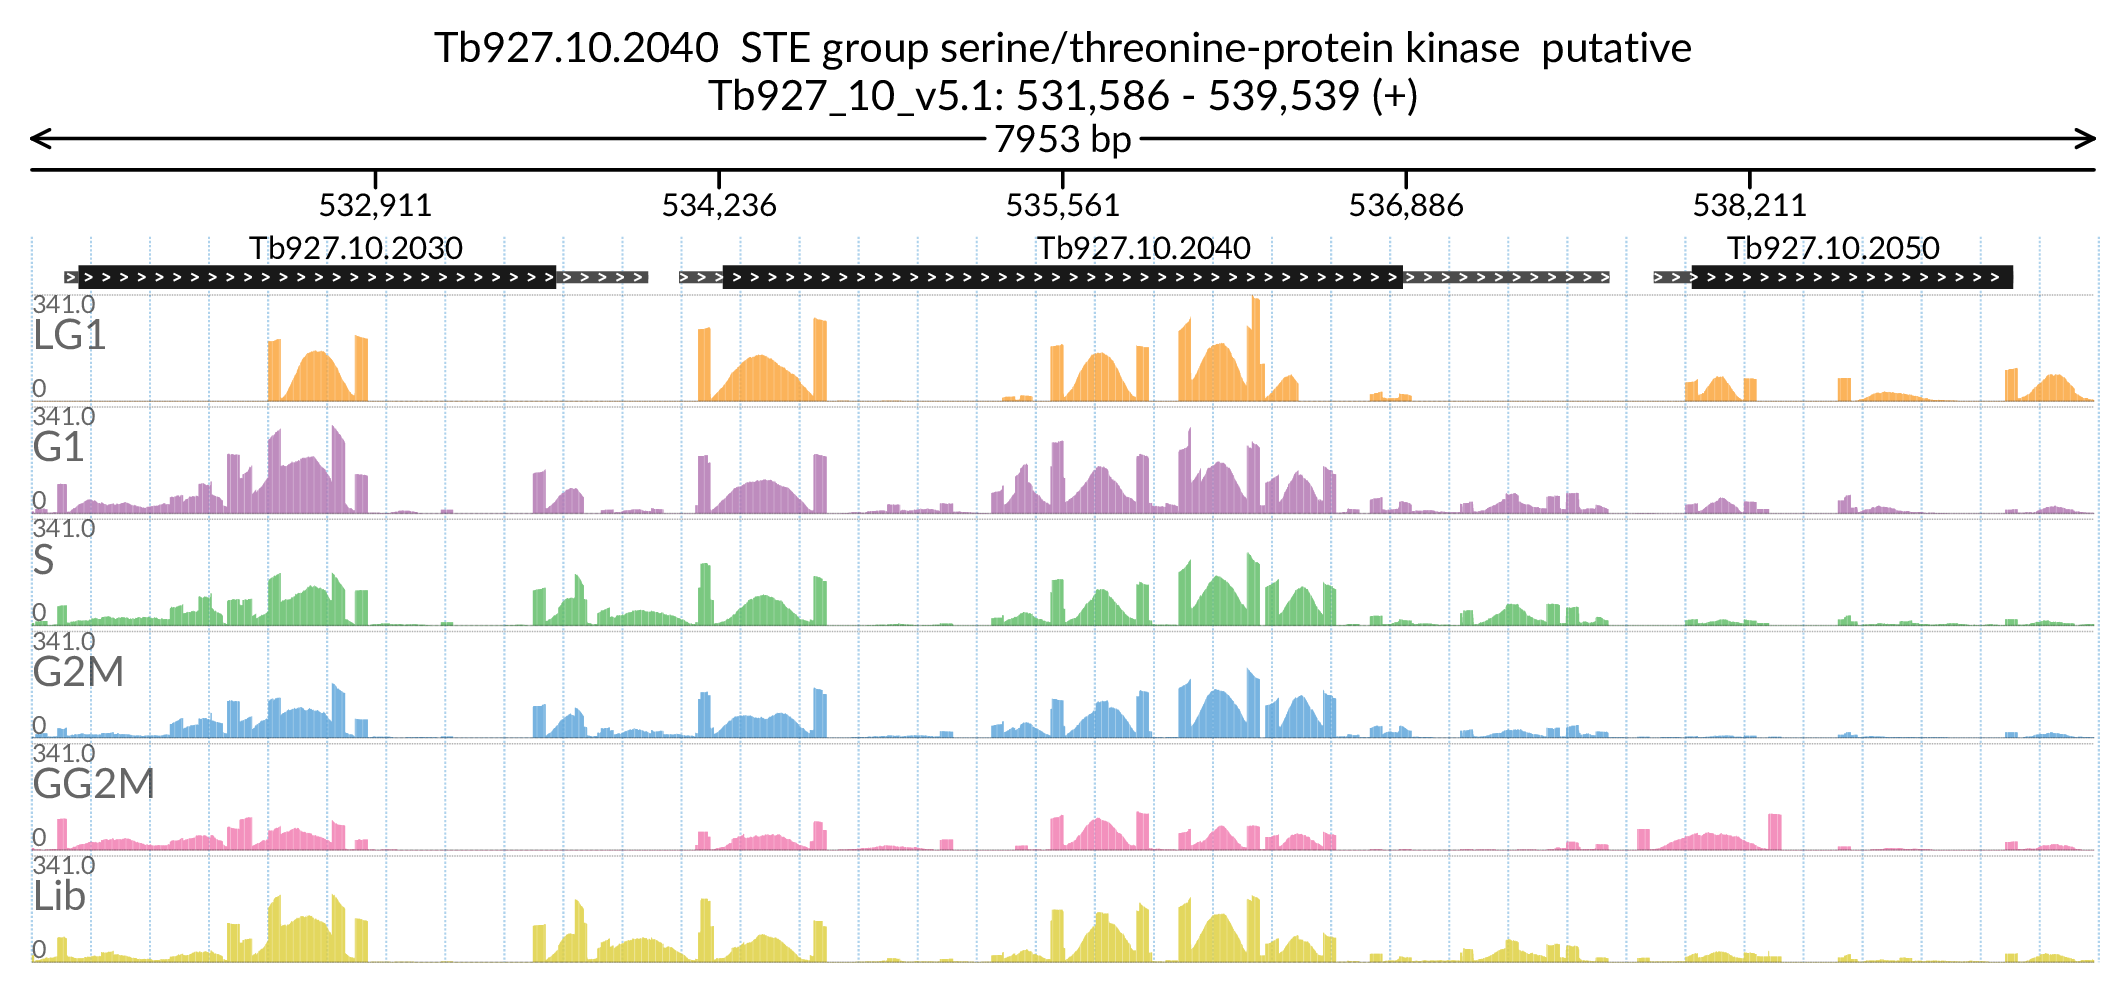 Tb927.10.2040  STE group serine/threonine-protein kinase  putative
Tb927_10_v5.1: 531,586 - 539,539 (+)
7953 bp
532,911 534,236 535,561 536,886 538,211
Tb927.10.2030 Tb927.10.2040 Tb927.10.2050
341.0
LG1
0
341.0
G1
0
341.0
S
0
341.0
G2M
0
341.0
GG2M
0
341.0
Lib
0